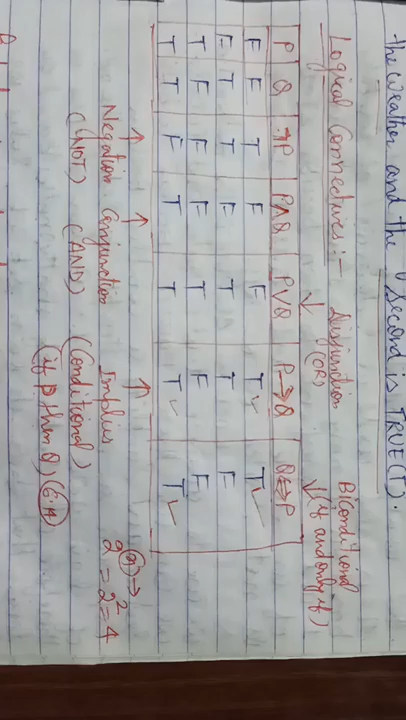 the weather and the second is TRUE(T).
Logical Connectives :- Disjunction (OR) ↓ Biconditional ↓ (if and only if)
P Q ¬P P∧Q P∨Q P→Q Q⇔P
F F T F F T✓ T✓
F T T F T T F
T F F F T F F
T T F T T T✓ T✓
↑ ↑ ↑
Negation Conjunction Implies
(NOT) (AND) (Conditional)
(if P then Q)
2² = 4